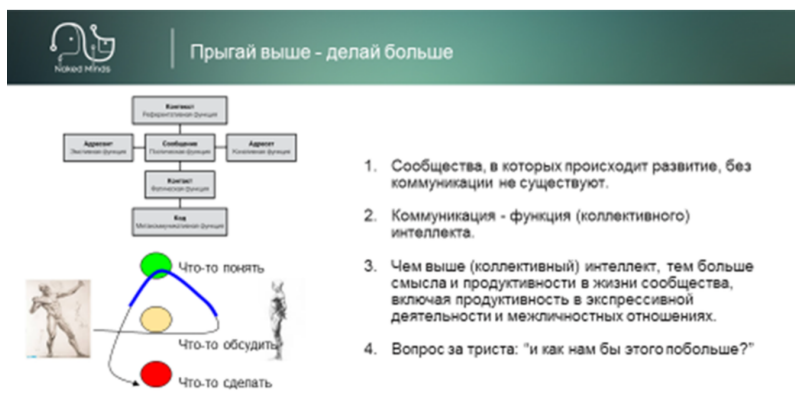 Naked Minds
Прыгай выше - делай больше
Контекст
Референтативная функция
Адресант
Эмотивная функция
Сообщение
Поэтическая функция
Адресат
Конативная функция
Контакт
Фатическая функция
Код
Метакоммуникативная функция
Что-то понять
Что-то обсудить
Что-то сделать
1. Сообщества, в которых происходит развитие, без
коммуникации не существуют.
2. Коммуникация - функция (коллективного)
интеллекта.
3. Чем выше (коллективный) интеллект, тем больше
смысла и продуктивности в жизни сообщества,
включая продуктивность в экспрессивной
деятельности и межличностных отношениях.
4. Вопрос за триста: “и как нам бы этого побольше?”